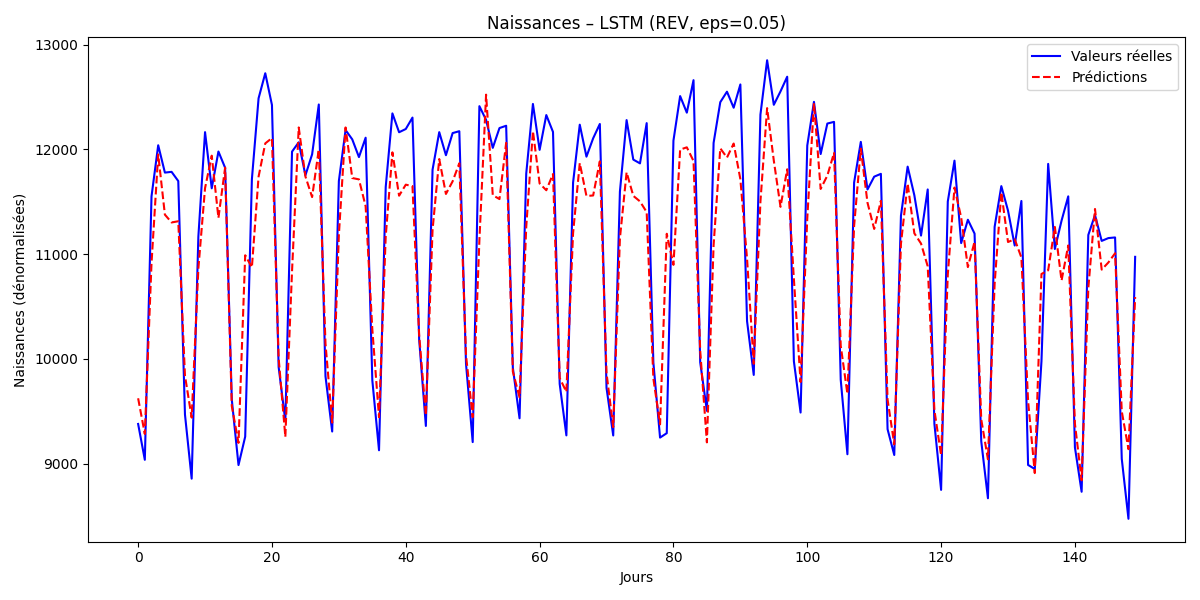 Naissances – LSTM (REV, eps=0.05)
Valeurs réelles
Prédictions
Naissances (dénormalisées)
13000
12000
11000
10000
9000
0 20 40 60 80 100 120 140
Jours